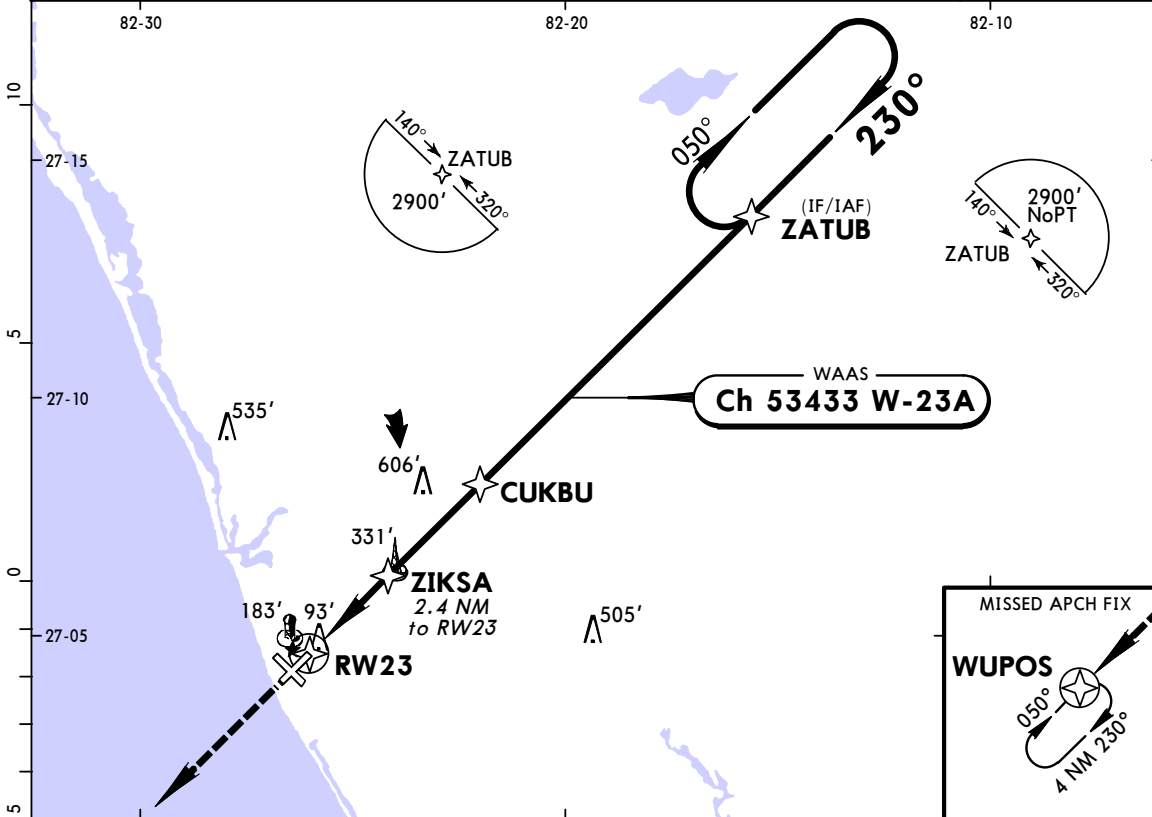 82-30
82-20
82-10
10
27-15
5
27-10
0
27-05
5
140°
ZATUB
2900'
320°
050°
230°
(IF/IAF)
ZATUB
2900'
NoPT
140°
ZATUB
320°
WAAS
Ch 53433 W-23A
535'
606'
CUKBU
331'
ZIKSA
2.4 NM
to RW23
183'
93'
505'
RW23
MISSED APCH FIX
WUPOS
050°
4 NM 230°